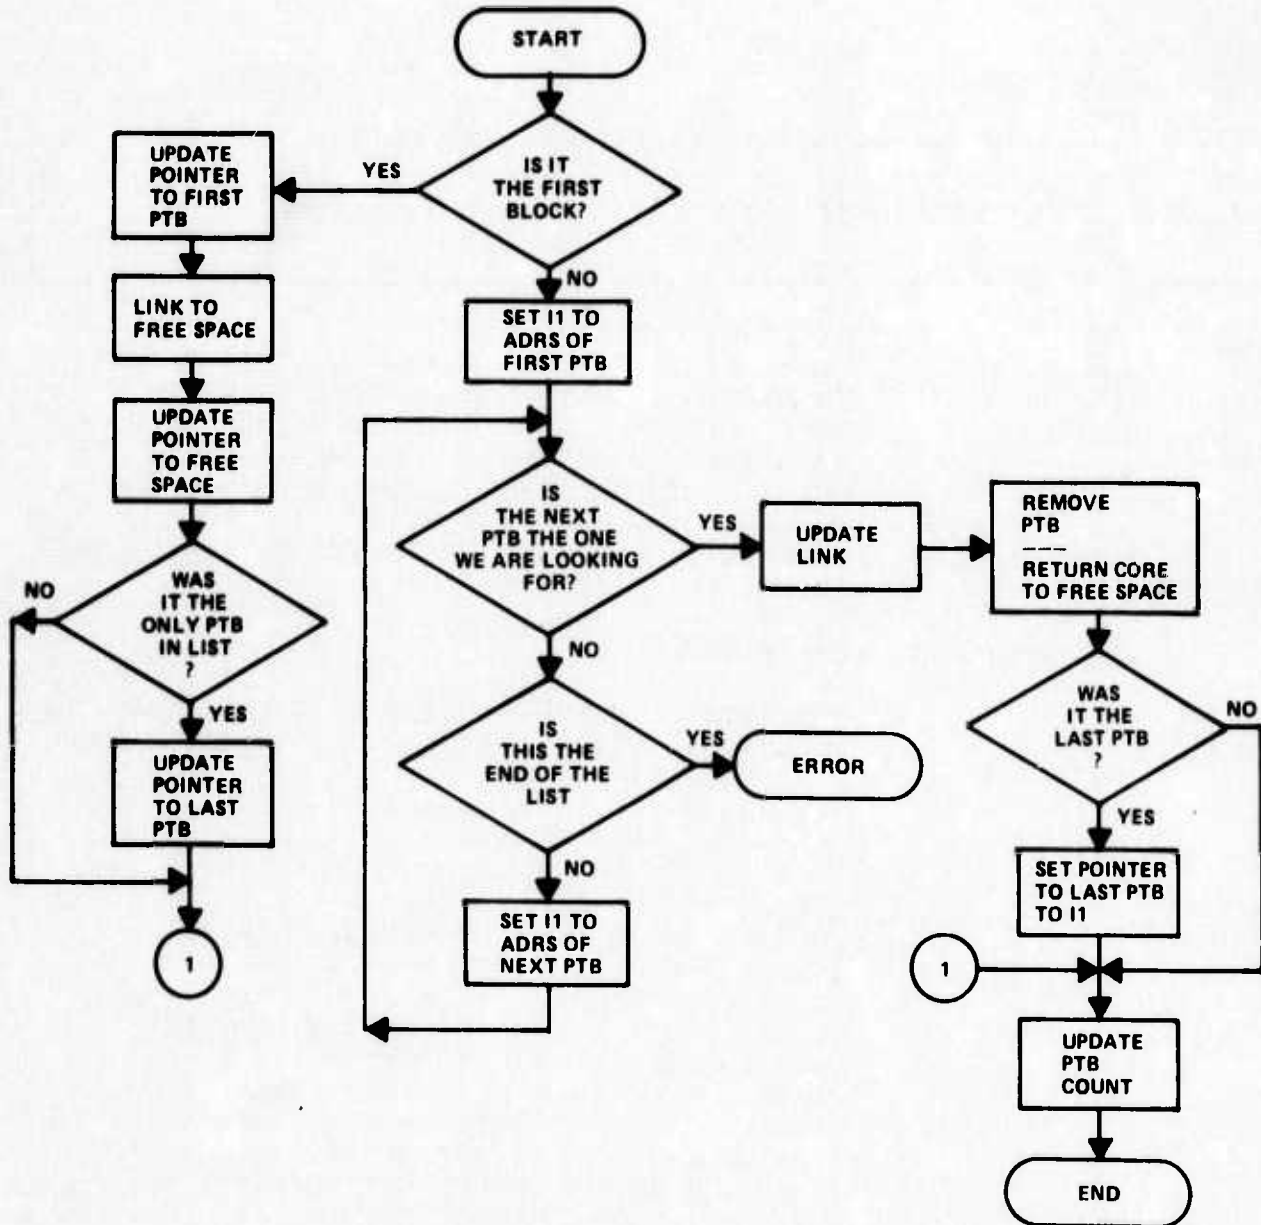 START
IS IT
THE FIRST
BLOCK?
YES
UPDATE
POINTER
TO FIRST
PTB
LINK TO
FREE SPACE
UPDATE
POINTER
TO FREE
SPACE
WAS
IT THE
ONLY PTB
IN LIST
?
NO
YES
UPDATE
POINTER
TO LAST
PTB
1
NO
SET I1 TO
ADRS OF
FIRST PTB
IS
THE NEXT
PTB THE ONE
WE ARE LOOKING
FOR?
YES
UPDATE
LINK
REMOVE
PTB
---
RETURN CORE
TO FREE SPACE
NO
IS
THIS THE
END OF THE
LIST
YES
ERROR
NO
SET I1 TO
ADRS OF
NEXT PTB
WAS
IT THE
LAST PTB
?
NO
YES
SET POINTER
TO LAST PTB
TO I1
1
UPDATE
PTB
COUNT
END